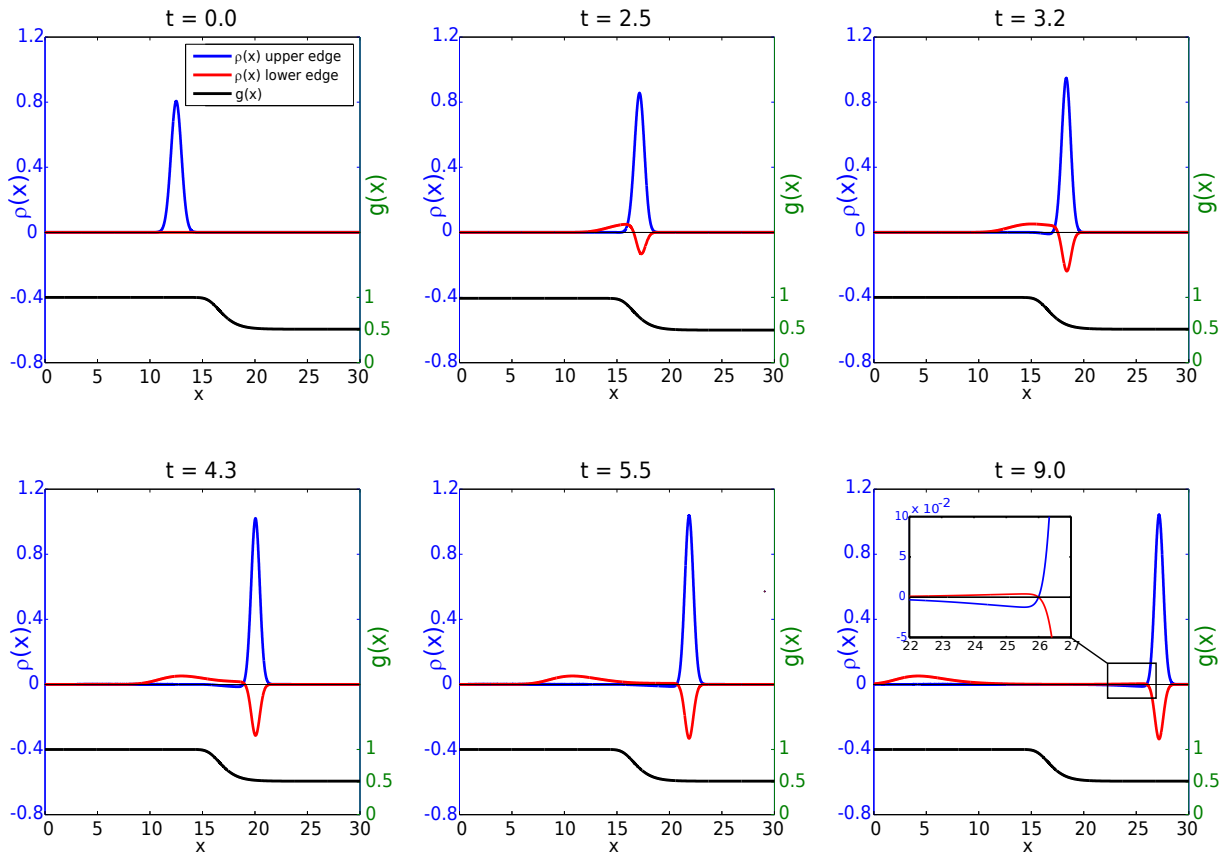 t = 0.0
t = 2.5
t = 3.2
1.2
0.8
0.4
0
-0.4
-0.8
ρ(x)
ρ(x) upper edge
ρ(x) lower edge
g(x)
g(x)
1
0.5
0
0 5 10 15 20 25 30
x
1.2
0.8
0.4
0
-0.4
-0.8
ρ(x)
g(x)
1
0.5
0
0 5 10 15 20 25 30
x
1.2
0.8
0.4
0
-0.4
-0.8
ρ(x)
g(x)
1
0.5
0
0 5 10 15 20 25 30
x
t = 4.3
t = 5.5
t = 9.0
1.2
0.8
0.4
0
-0.4
-0.8
ρ(x)
g(x)
1
0.5
0
0 5 10 15 20 25 30
x
1.2
0.8
0.4
0
-0.4
-0.8
ρ(x)
g(x)
1
0.5
0
0 5 10 15 20 25 30
x
1.2
0.8
0.4
0
-0.4
-0.8
ρ(x)
x 10^-2
10
5
0
-5
22 23 24 25 26 27
g(x)
1
0.5
0
0 5 10 15 20 25 30
x